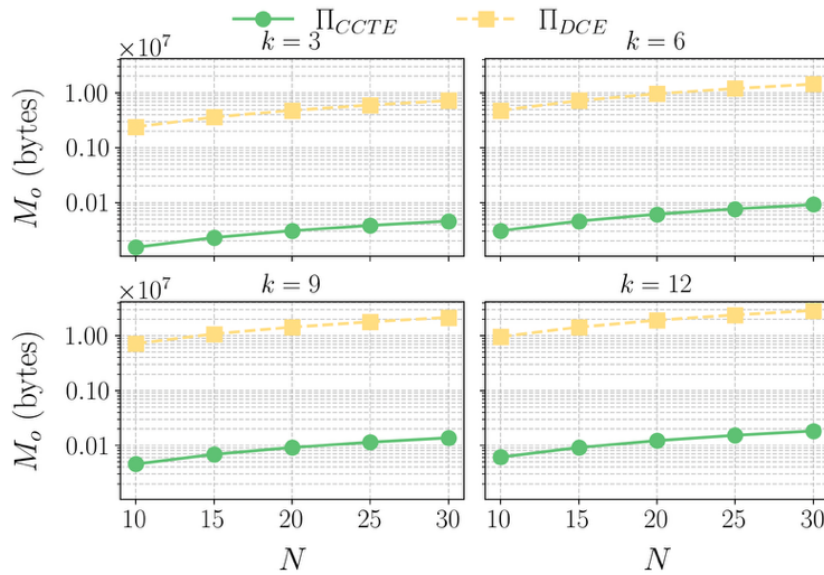 Π_CCTE Π_DCE
×10^7 k = 3 k = 6
M_o (bytes)
1.00
0.10
0.01
×10^7 k = 9 k = 12
M_o (bytes)
1.00
0.10
0.01
10 15 20 25 30 10 15 20 25 30
N N